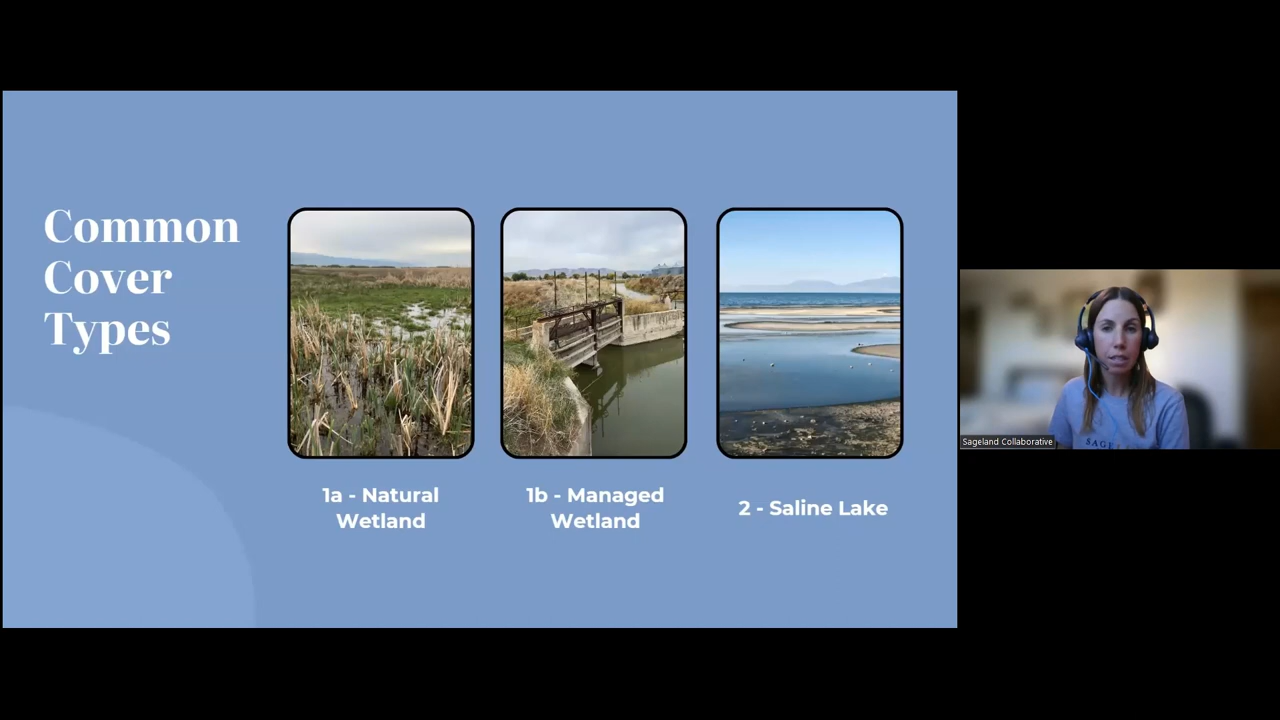 Common
Cover
Types
1a - Natural
Wetland
1b - Managed
Wetland
2 - Saline Lake
Sageland Collaborative